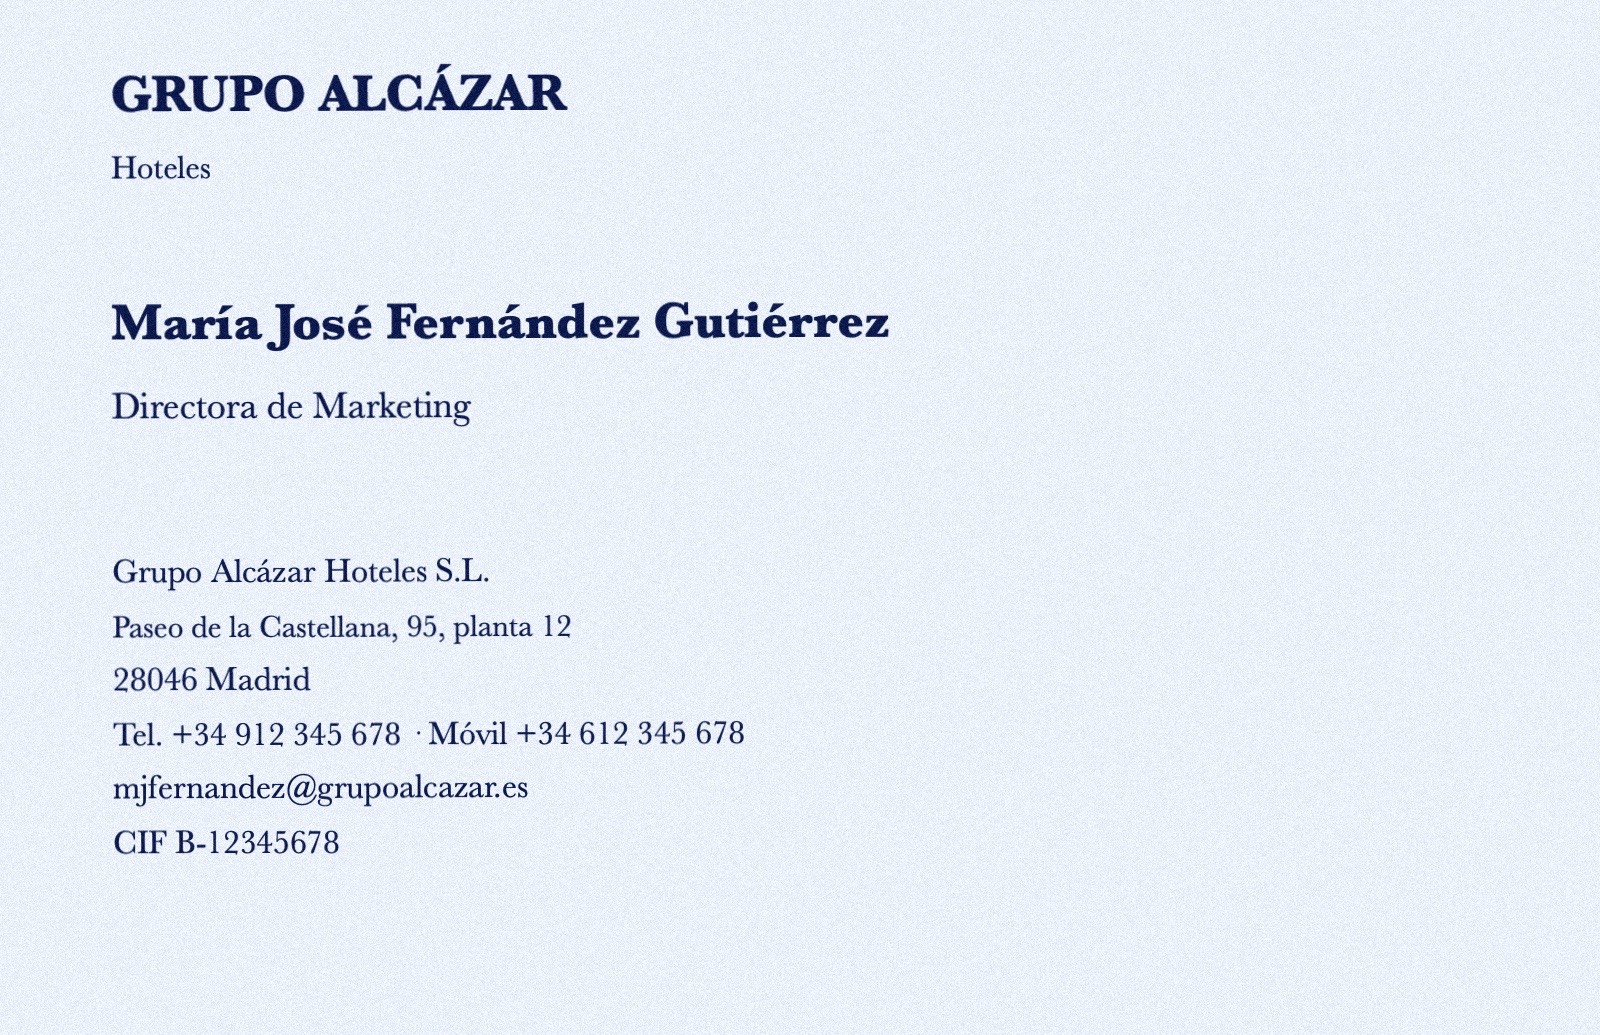 GRUPO ALCÁZAR
Hoteles
María José Fernández Gutiérrez
Directora de Marketing
Grupo Alcázar Hoteles S.L.
Paseo de la Castellana, 95, planta 12
28046 Madrid
Tel. +34 912 345 678 · Móvil +34 612 345 678
mjfernandez@grupoalcazar.es
CIF B-12345678